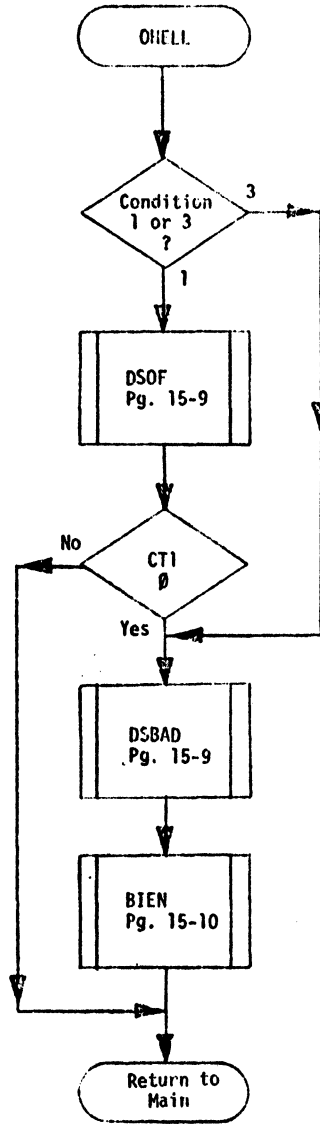 OHELL
Condition
1 or 3
?
3
1
DSOF
Pg. 15-9
No
CT1
Ø
Yes
DSBAD
Pg. 15-9
BIEN
Pg. 15-10
Return to
Main